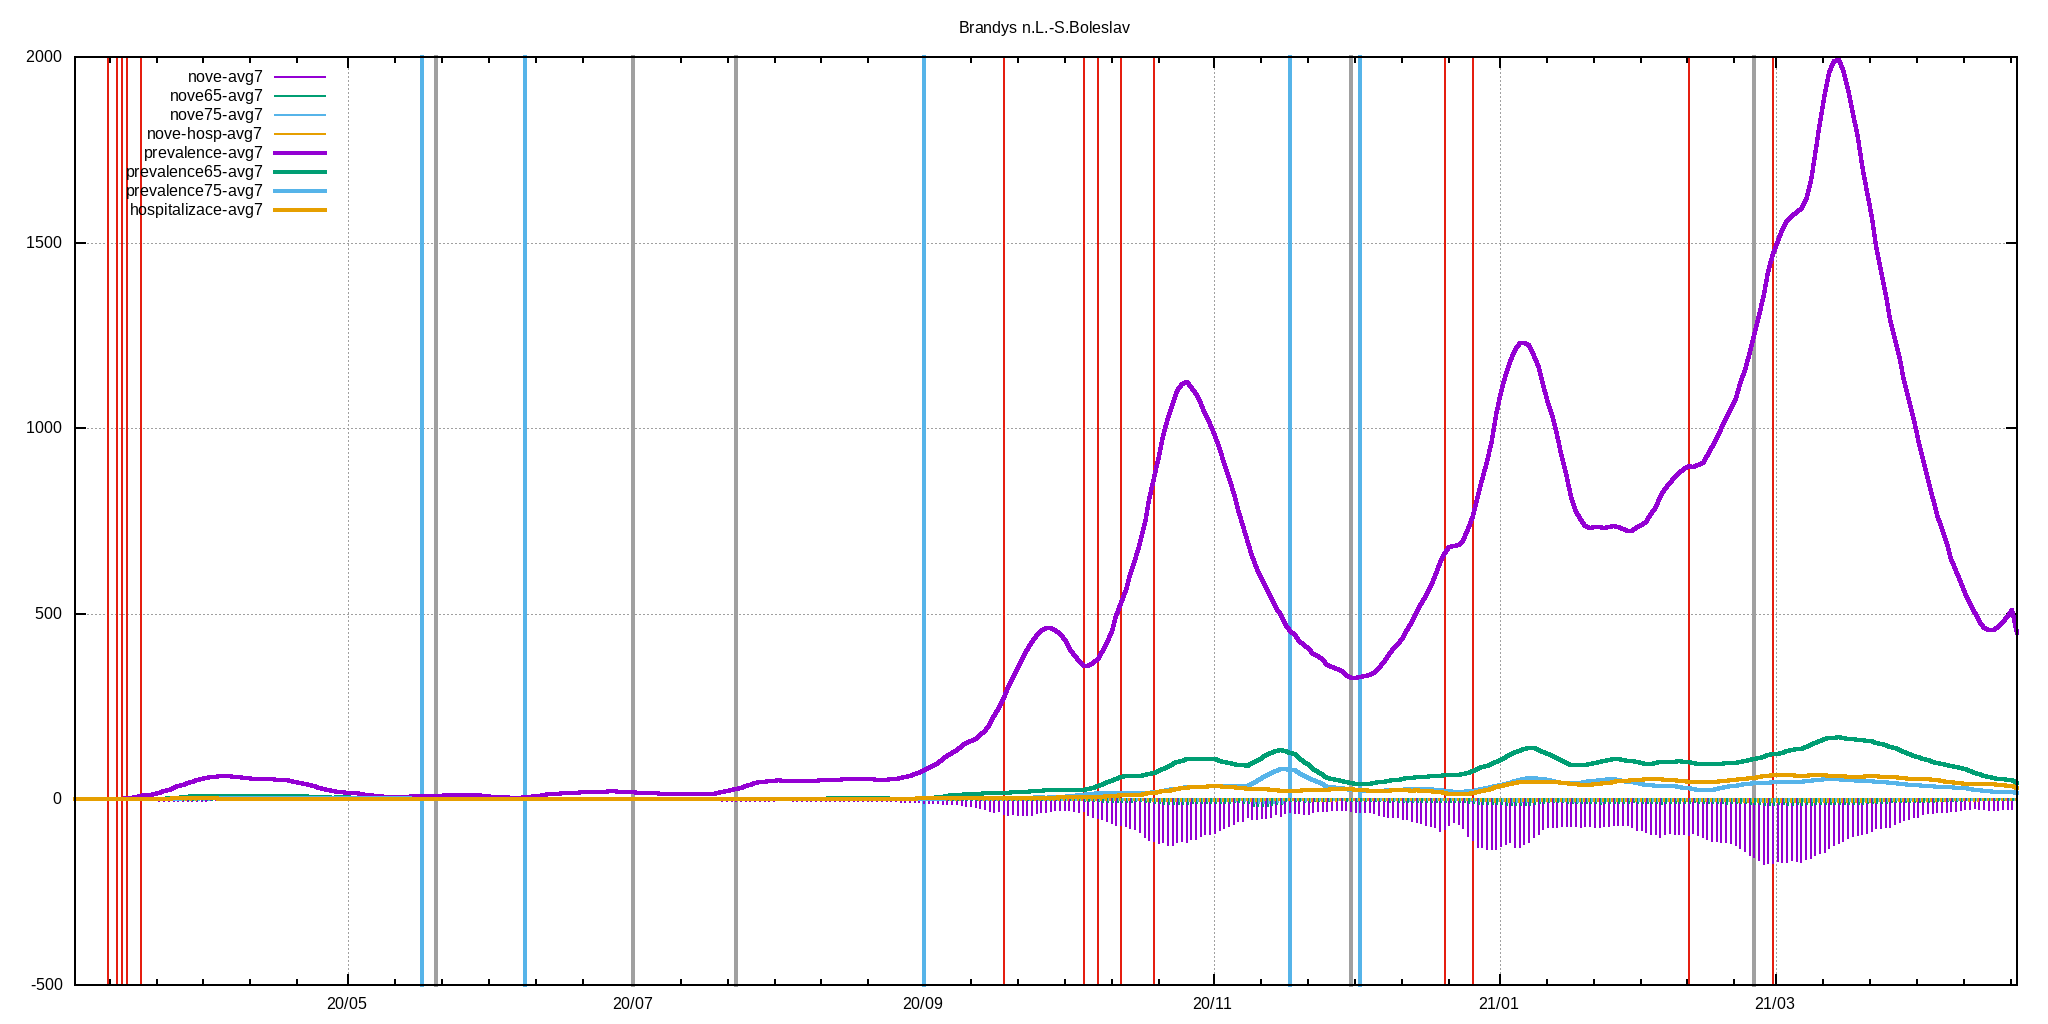 Brandys n.L.-S.Boleslav
2000
nove-avg7
nove65-avg7
nove75-avg7
nove-hosp-avg7
prevalence-avg7
prevalence65-avg7
prevalence75-avg7
hospitalizace-avg7
1500
1000
500
0
-500
20/05 20/07 20/09 20/11 21/01 21/03